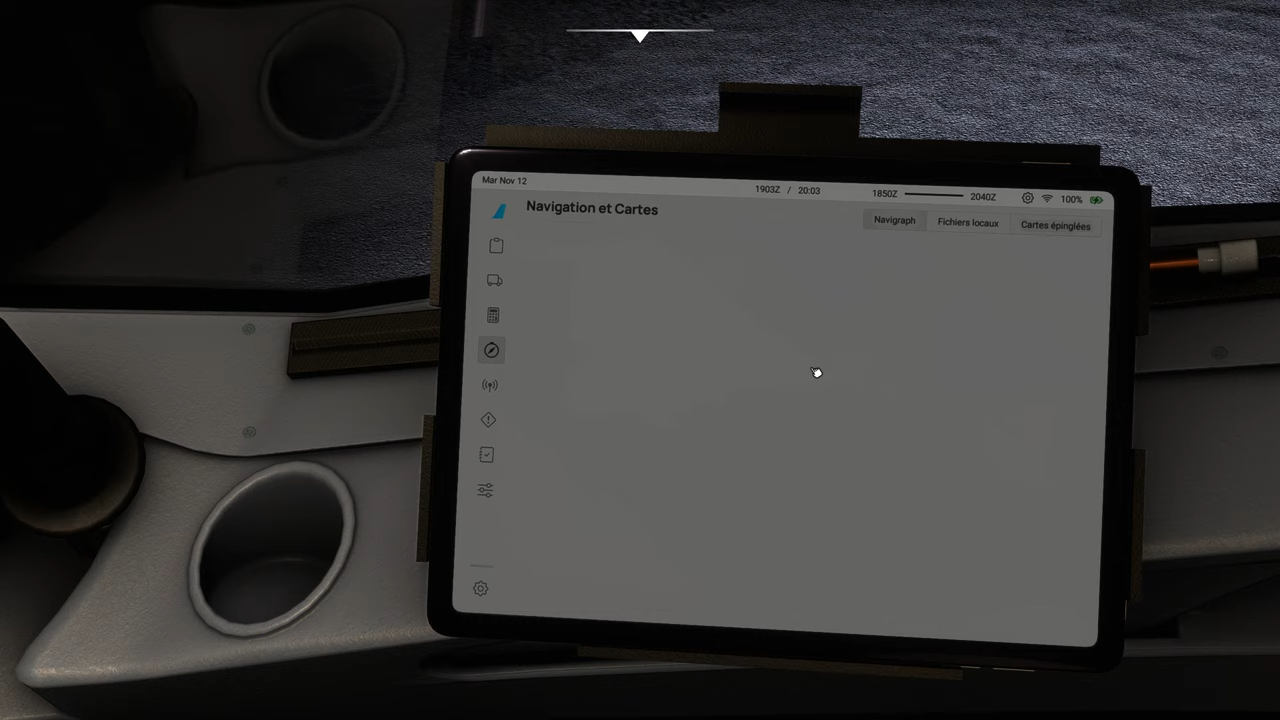 Mar Nov 12
1903Z / 20:03
1850Z
2040Z
100%
Navigation et Cartes
Navigraph
Fichiers locaux
Cartes épinglées